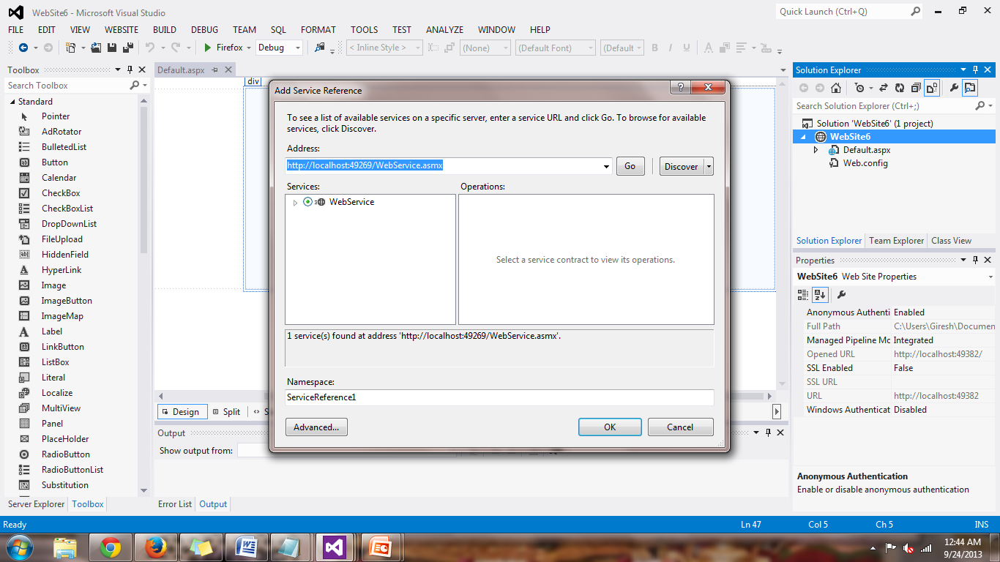 WebSite6 - Microsoft Visual Studio
Quick Launch (Ctrl+Q)
FILE EDIT VIEW WEBSITE BUILD DEBUG TEAM SQL FORMAT TOOLS TEST ANALYZE WINDOW HELP
Firefox Debug < Inline Style > (None) (Default Font) (Default B I U A
Toolbox
Search Toolbox
Standard
Pointer
AdRotator
BulletedList
Button
Calendar
CheckBox
CheckBoxList
DropDownList
FileUpload
HiddenField
HyperLink
Image
ImageButton
ImageMap
Label
LinkButton
ListBox
Literal
Localize
MultiView
Panel
PlaceHolder
RadioButton
RadioButtonList
Substitution
Server Explorer Toolbox
Default.aspx
div
Add Service Reference
To see a list of available services on a specific server, enter a service URL and click Go. To browse for available
services, click Discover.
Address:
http://localhost:49269/WebService.asmx
Go
Discover
Services:
Operations:
WebService
Select a service contract to view its operations.
1 service(s) found at address 'http://localhost:49269/WebService.asmx'.
Namespace:
ServiceReference1
Advanced...
OK
Cancel
Design Split S
Output
Show output from:
Error List Output
Solution Explorer
Search Solution Explorer (Ctrl+;)
Solution 'WebSite6' (1 project)
WebSite6
Default.aspx
Web.config
Solution Explorer Team Explorer Class View
Properties
WebSite6 Web Site Properties
Anonymous Authenti Enabled
Full Path C:\Users\Giresh\Documen
Managed Pipeline Mc Integrated
Opened URL http://localhost:49382/
SSL Enabled False
SSL URL
URL http://localhost:49382
Windows Authenticat Disabled
Anonymous Authentication
Enable or disable anonymous authentication
Ready
Ln 47 Col 5 Ch 5 INS
12:44 AM
9/24/2013